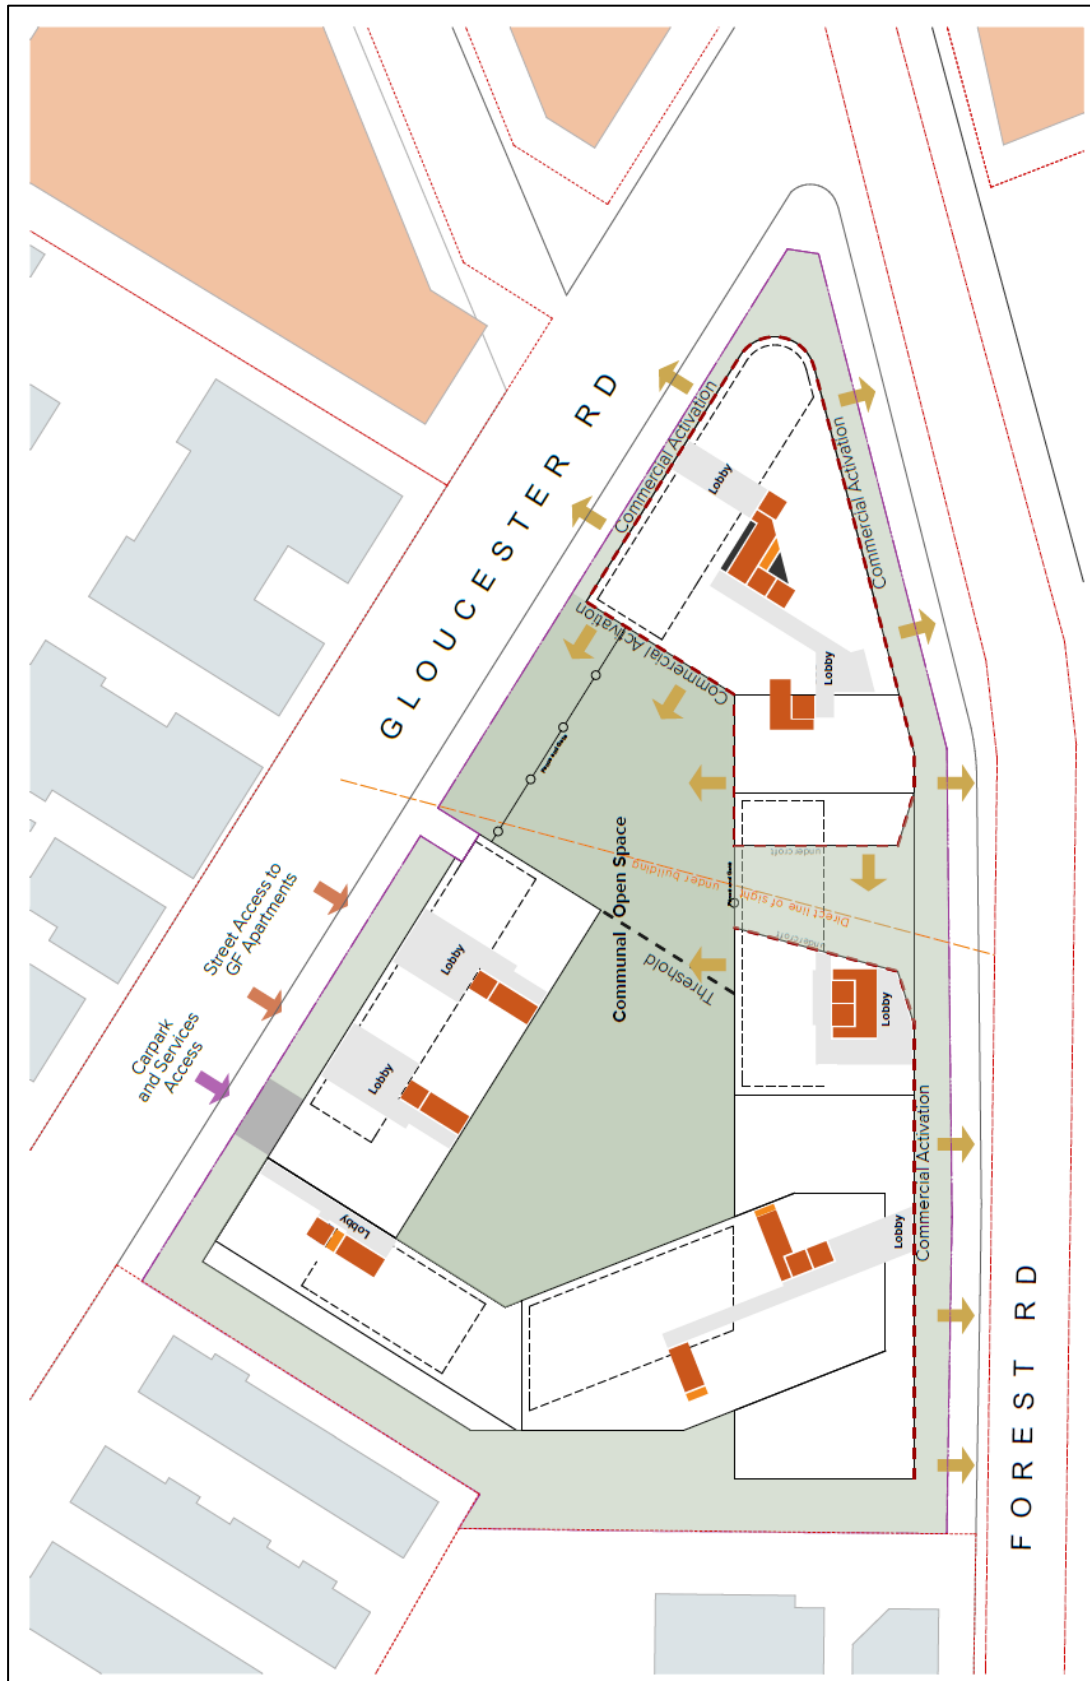 GLOUCESTER RD
Commercial Activation
Lobby
Commercial Activation
Commercial Activation
Lobby
Communal Open Space
undercroft
Direct line of sight under building
undercroft
Threshold
Street Access to
GF Apartments
Lobby
Lobby
Lobby
Carpark
and Services
Access
Lobby
Lobby
Commercial Activation
FOREST RD